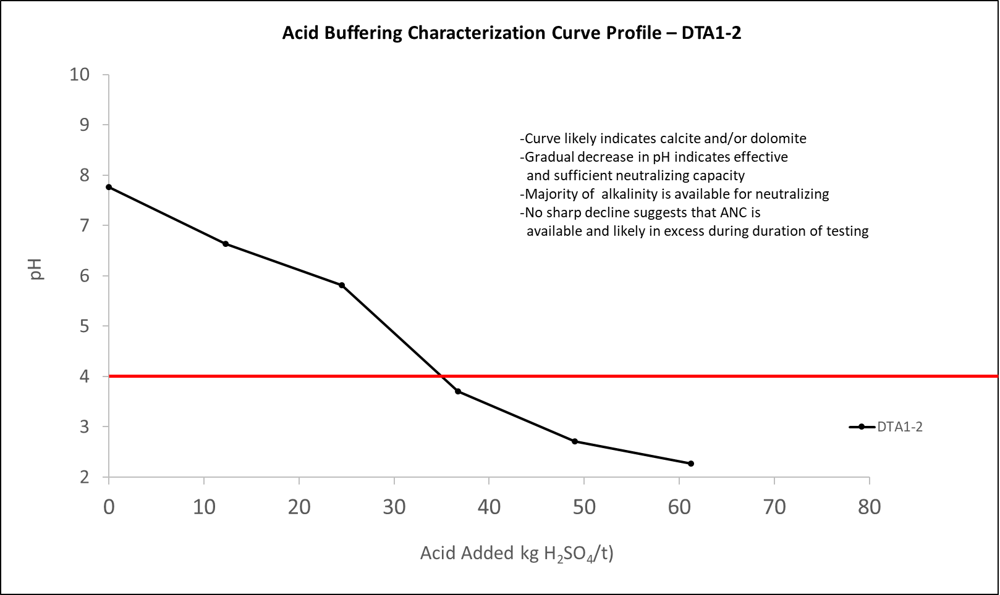 Acid Buffering Characterization Curve Profile – DTA1-2
10
9
8
7
6
5
4
3
2
pH
-Curve likely indicates calcite and/or dolomite
-Gradual decrease in pH indicates effective
and sufficient neutralizing capacity
-Majority of  alkalinity is available for neutralizing
-No sharp decline suggests that ANC is
available and likely in excess during duration of testing
DTA1-2
0 10 20 30 40 50 60 70 80
Acid Added kg H₂SO₄/t)